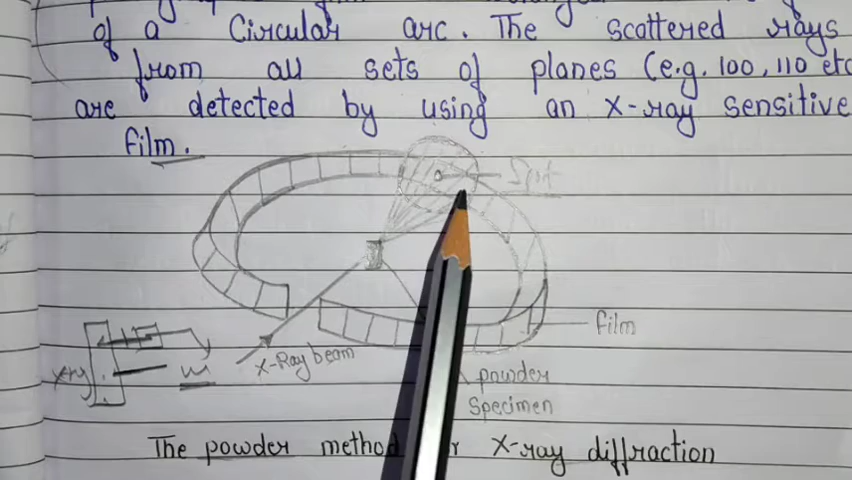 of a Circular arc. The scattered rays
from all sets of planes (e.g. 100, 110 etc
are detected by using an X-ray sensitive
film.
Spot
film
X-Ray beam
powder
Specimen
The powder method X-ray diffraction